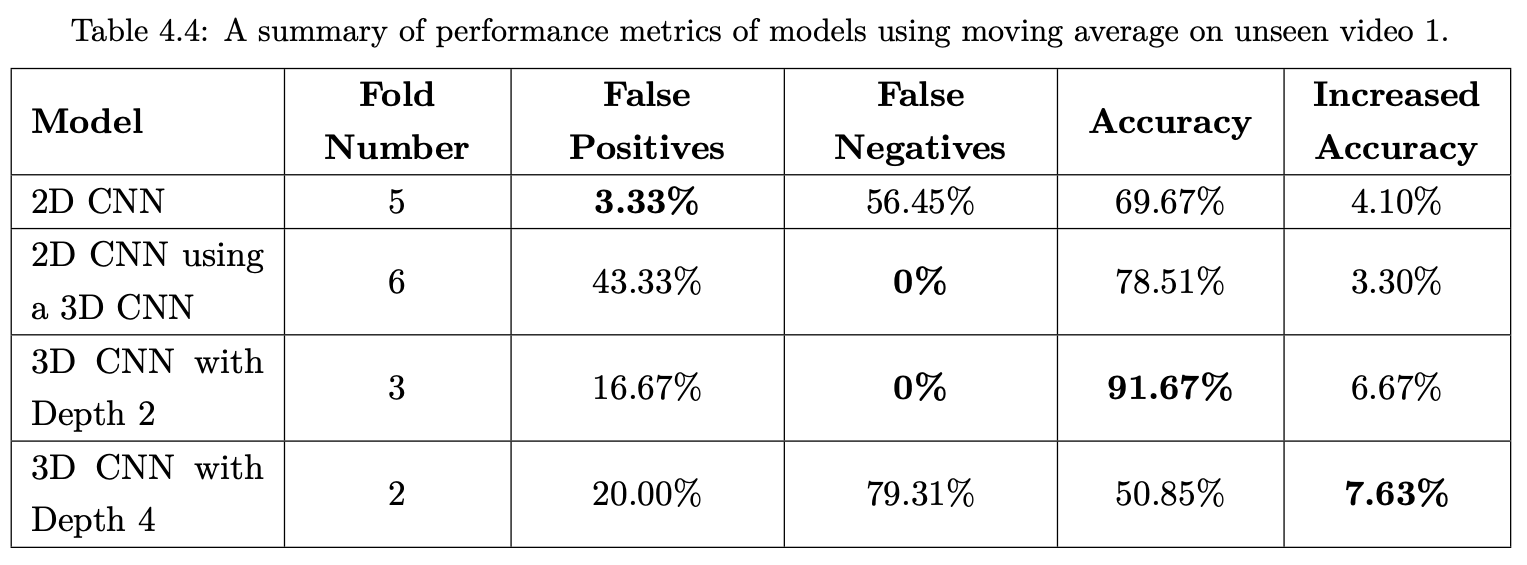 Table 4.4: A summary of performance metrics of models using moving average on unseen video 1.
Model Fold Number False Positives False Negatives Accuracy Increased Accuracy
2D CNN 5 3.33% 56.45% 69.67% 4.10%
2D CNN using a 3D CNN 6 43.33% 0% 78.51% 3.30%
3D CNN with Depth 2 3 16.67% 0% 91.67% 6.67%
3D CNN with Depth 4 2 20.00% 79.31% 50.85% 7.63%